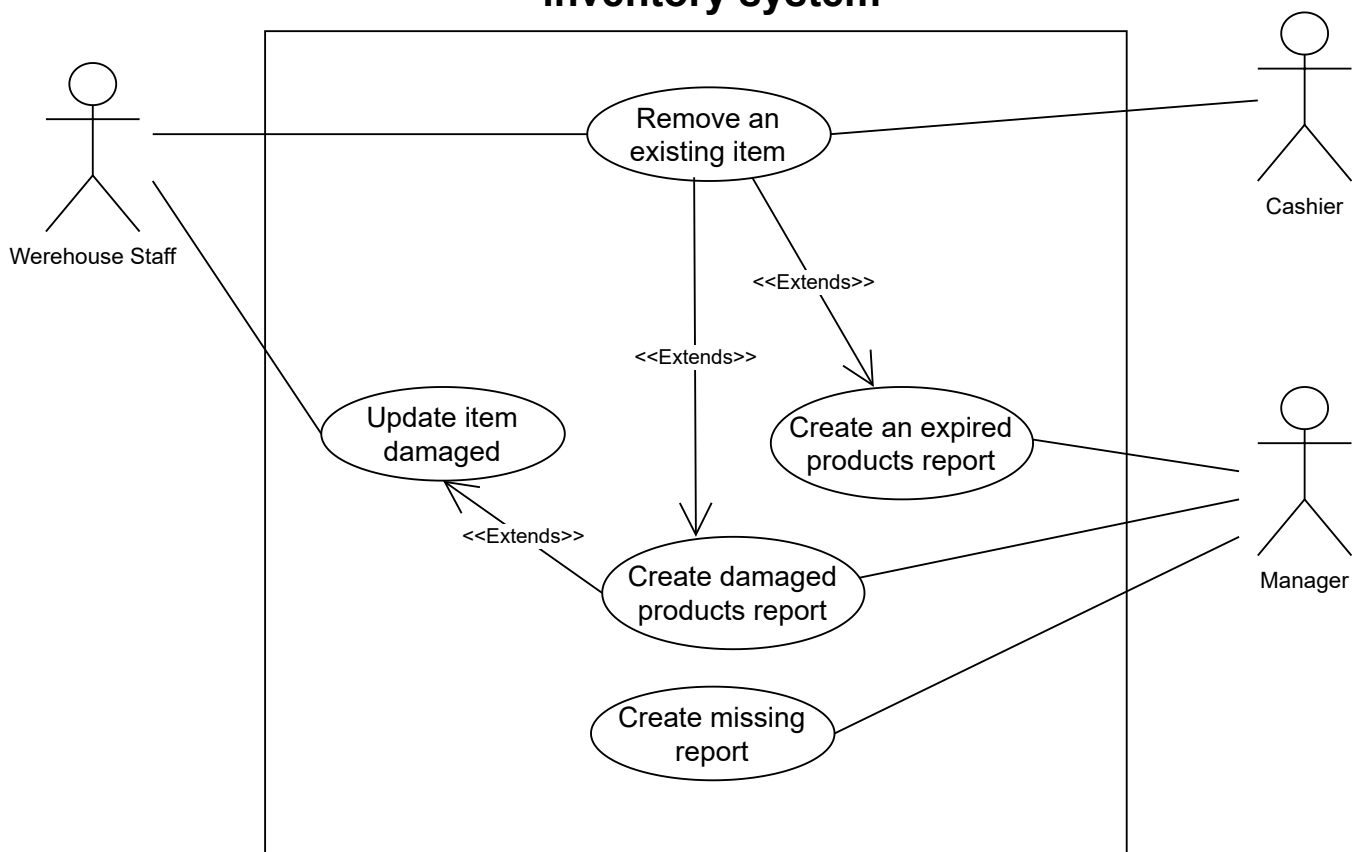 Inventory system
Remove an
existing item
Cashier
Werehouse Staff
<<Extends>>
<<Extends>>
Update item
damaged
Create an expired
products report
<<Extends>>
Create damaged
products report
Manager
Create missing
report